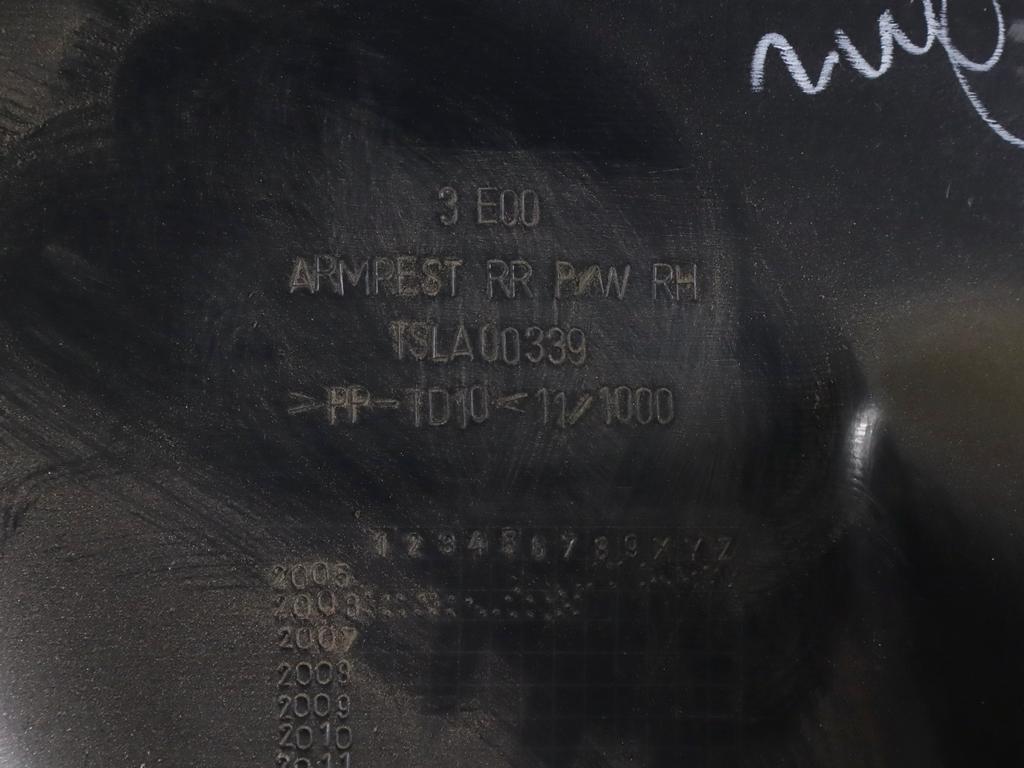 3 E00
ARMREST RR P/W RH
TSLA00339
>PP-TD10< 11/1000
1 2 3 4 5 6 7 8 9 X Y Z
2005
2006
2007
2008
2009
2010
2011